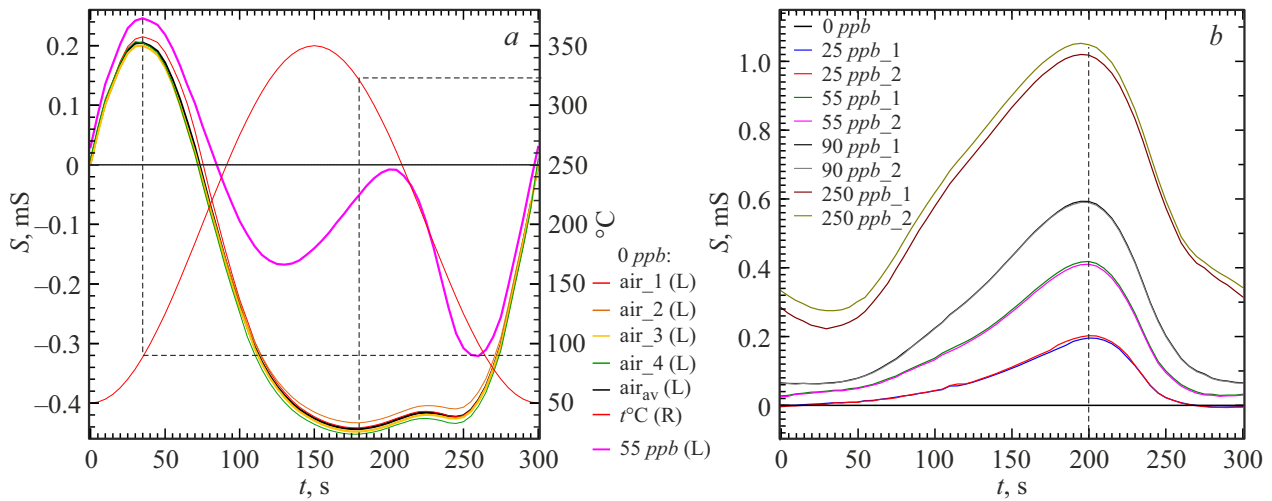 a
0.2
0.1
0
−0.1
−0.2
−0.3
−0.4
S, mS
350
300
250
200
150
100
50
°C
0 50 100 150 200 250 300
t, s
0 ppb:
air_1 (L)
air_2 (L)
air_3 (L)
air_4 (L)
air_av (L)
t°C (R)
55 ppb (L)
b
1.0
0.8
0.6
0.4
0.2
0
S, mS
0 ppb
25 ppb_1
25 ppb_2
55 ppb_1
55 ppb_2
90 ppb_1
90 ppb_2
250 ppb_1
250 ppb_2
0 50 100 150 200 250 300
t, s